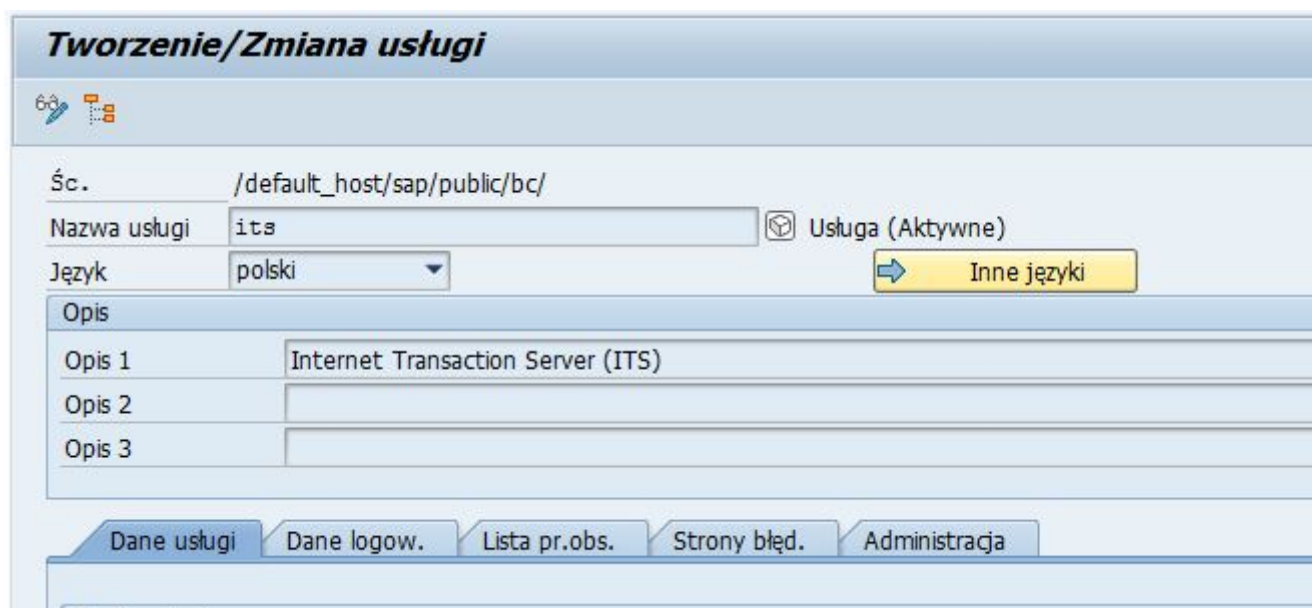 Tworzenie/Zmiana usługi
Śc. /default_host/sap/public/bc/
Nazwa usługi its Usługa (Aktywne)
Język polski Inne języki
Opis
Opis 1 Internet Transaction Server (ITS)
Opis 2
Opis 3
Dane usługi Dane logow. Lista pr.obs. Strony błęd. Administracja